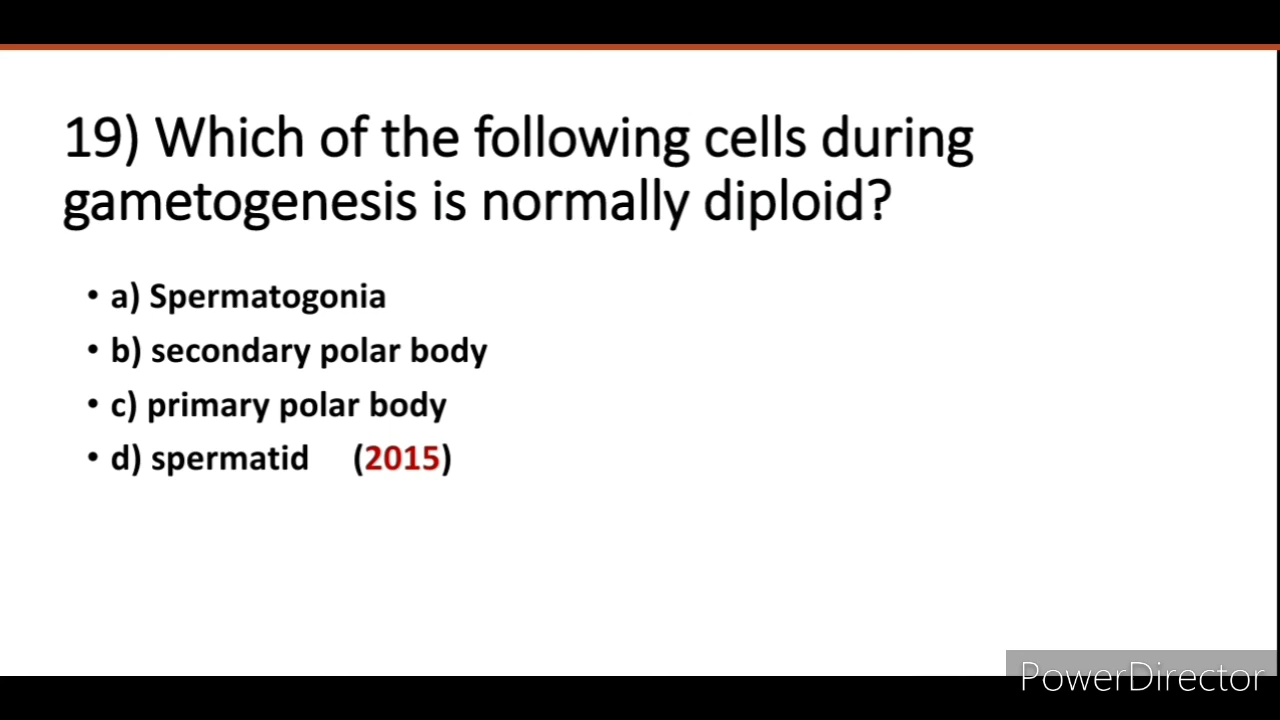 19) Which of the following cells during
gametogenesis is normally diploid?
• a) Spermatogonia
• b) secondary polar body
• c) primary polar body
• d) spermatid (2015)
PowerDirector